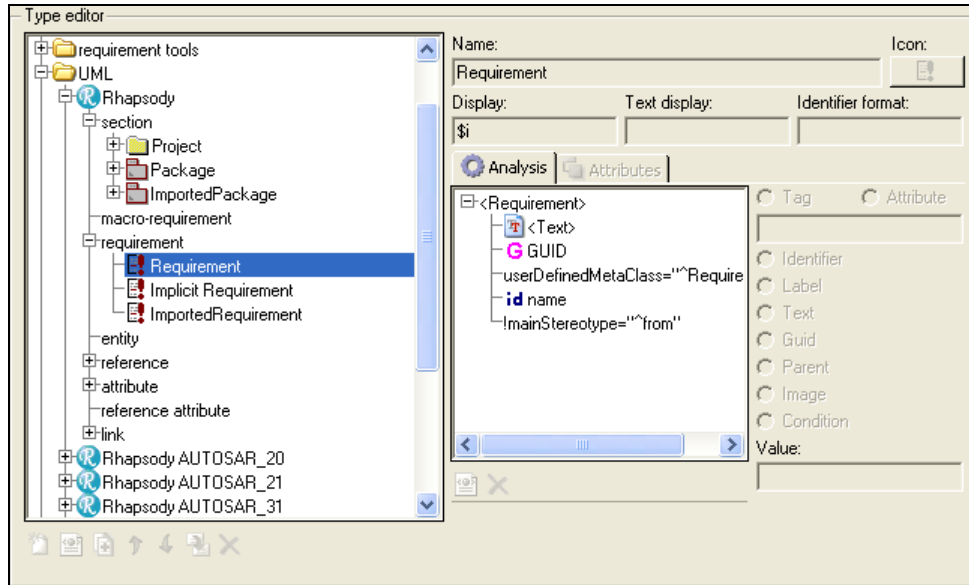 Type editor
requirement tools
UML
Rhapsody
section
Project
Package
ImportedPackage
macro-requirement
requirement
Requirement
Implicit Requirement
ImportedRequirement
entity
reference
attribute
reference attribute
link
Rhapsody AUTOSAR_20
Rhapsody AUTOSAR_21
Rhapsody AUTOSAR_31
Name:
Icon:
Requirement
Display:
Text display:
Identifier format:
$i
Analysis
Attributes
<Requirement>
<Text>
G GUID
userDefinedMetaClass="^Require
id name
!mainStereotype="^from"
Tag
Attribute
Identifier
Label
Text
Guid
Parent
Image
Condition
Value: